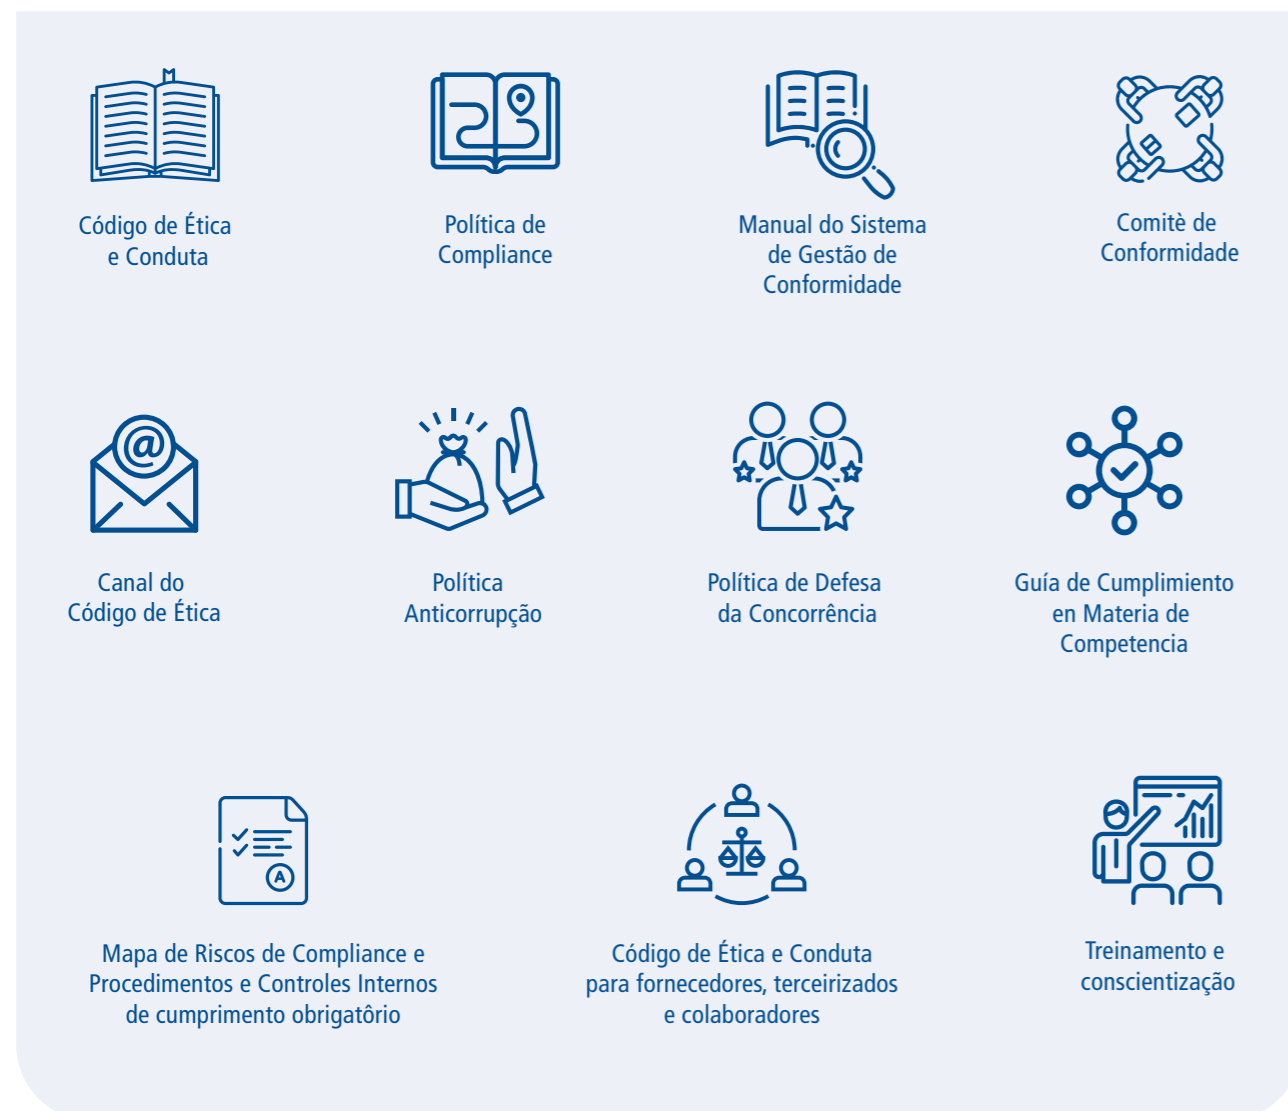 Código de Ética
e Conduta
Política de
Compliance
Manual do Sistema
de Gestão de
Conformidade
Comitè de
Conformidade
@
Canal do
Código de Ética
Política
Anticorrupção
Política de Defesa
da Concorrência
Guía de Cumplimiento
en Materia de
Competencia
A
Mapa de Riscos de Compliance e
Procedimentos e Controles Internos
de cumprimento obrigatôrio
Código de Ética e Conduta
para fornecedores, terceirizados
e colaboradores
Treinamento e
conscientização